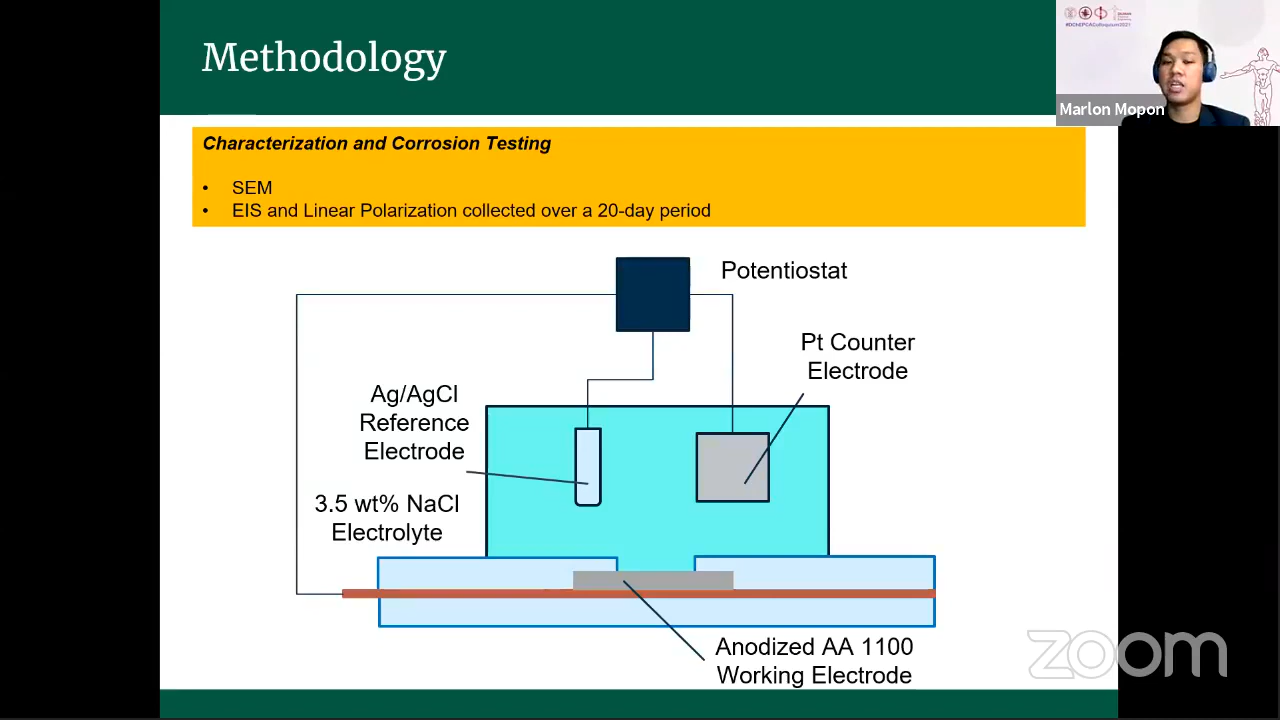 Methodology
#DChEPCAColloquium2021
Marlon Mopon
Characterization and Corrosion Testing
• SEM
• EIS and Linear Polarization collected over a 20-day period
Potentiostat
Pt Counter
Electrode
Ag/AgCl
Reference
Electrode
3.5 wt% NaCl
Electrolyte
Anodized AA 1100
Working Electrode
zoom